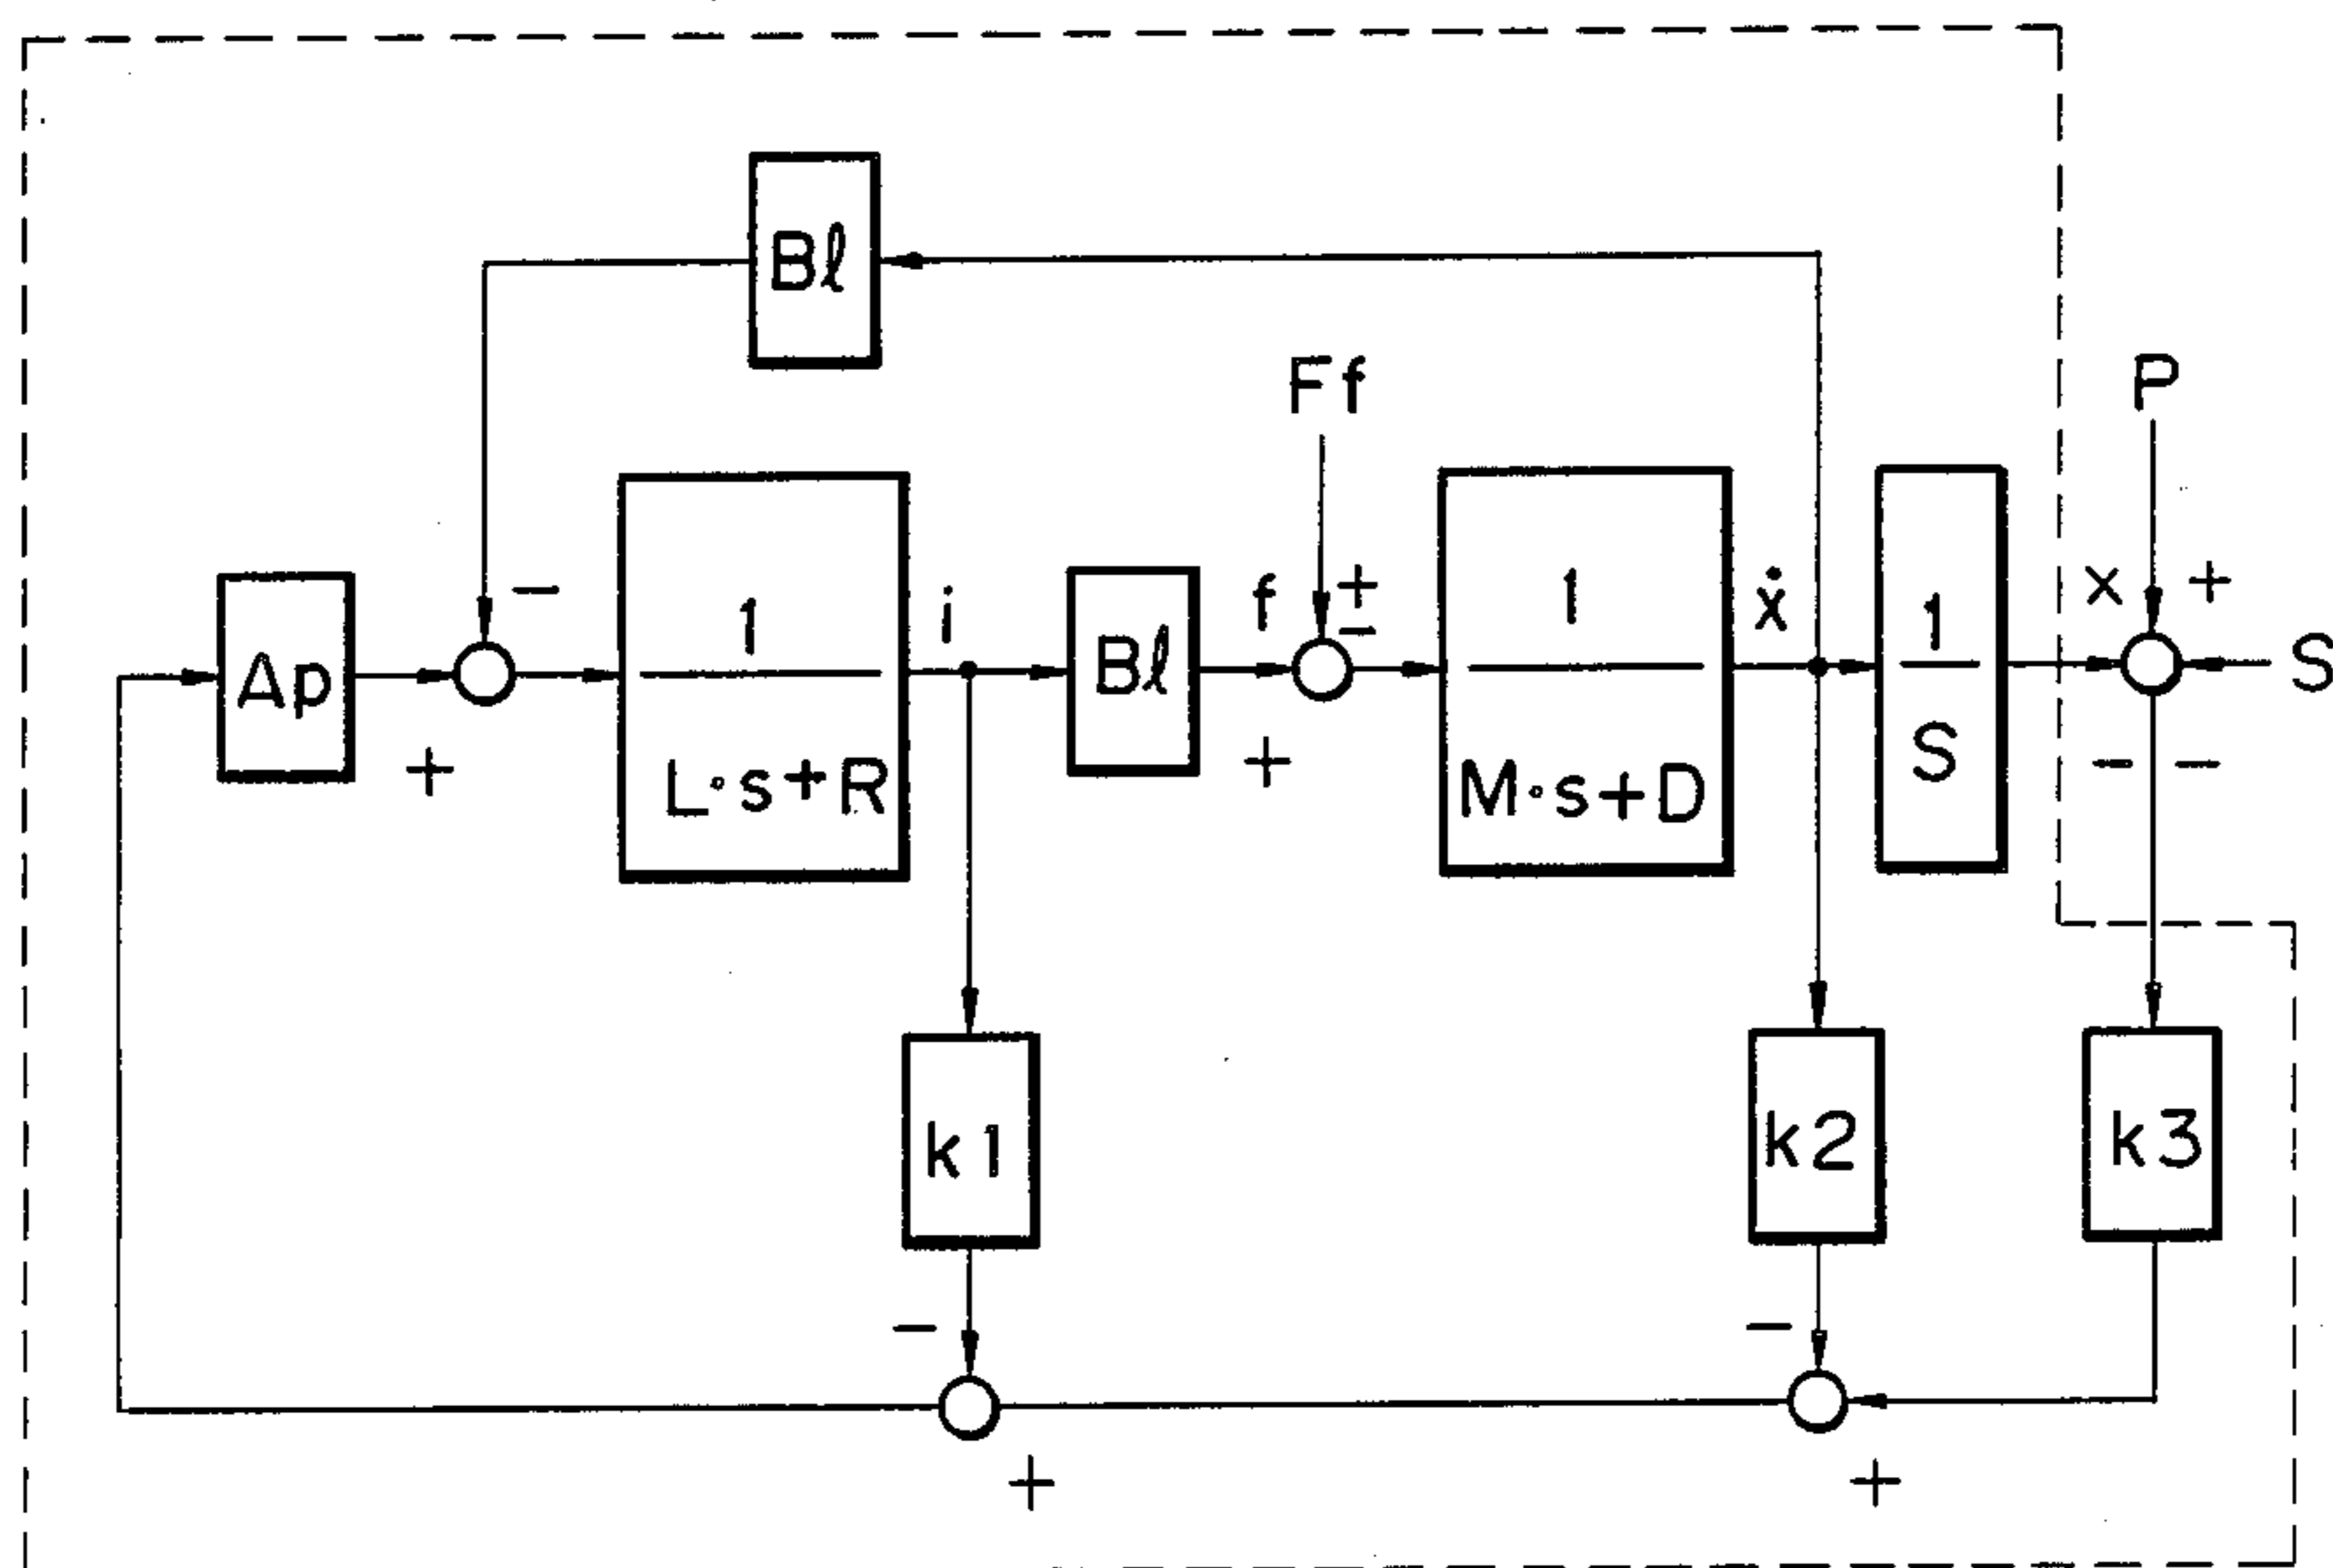 Bℓ
Ff
P
Ap
−
+
1
L·s+R
i
Bℓ
f
+
−
+
1
M·s+D
ẋ
1
S
x
+
−
−
S
k1
k2
k3
−
+
−
+